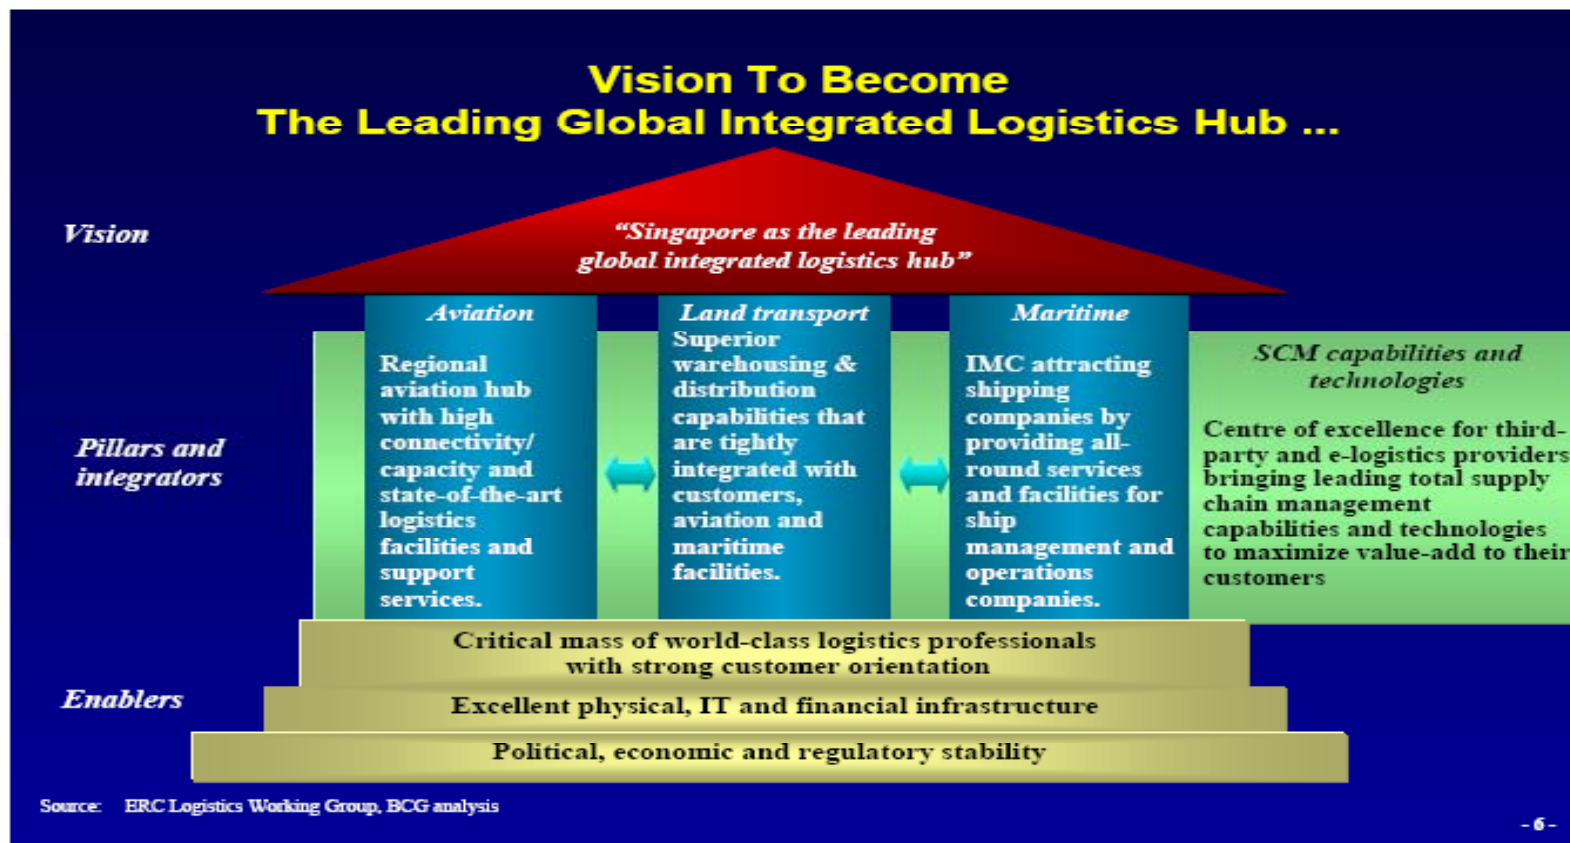 Vision To Become
The Leading Global Integrated Logistics Hub ...
Vision
“Singapore as the leading
global integrated logistics hub”
Pillars and
integrators
Aviation
Regional
aviation hub
with high
connectivity/
capacity and
state-of-the-art
logistics
facilities and
support
services.
Land transport
Superior
warehousing &
distribution
capabilities that
are tightly
integrated with
customers,
aviation and
maritime
facilities.
Maritime
IMC attracting
shipping
companies by
providing all-
round services
and facilities for
ship
management and
operations
companies.
SCM capabilities and
technologies
Centre of excellence for third-
party and e-logistics providers
bringing leading total supply
chain management
capabilities and technologies
to maximize value-add to their
customers
Enablers
Critical mass of world-class logistics professionals
with strong customer orientation
Excellent physical, IT and financial infrastructure
Political, economic and regulatory stability
Source: ERC Logistics Working Group, BCG analysis
- 6 -